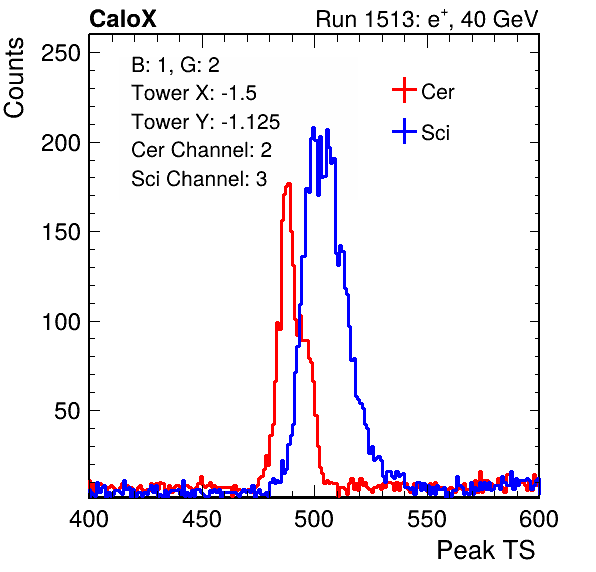 CaloX Run 1513: e⁺, 40 GeV
B: 1, G: 2
Tower X: -1.5
Tower Y: -1.125
Cer Channel: 2
Sci Channel: 3
Cer
Sci
Counts
250
200
150
100
50
400 450 500 550 600
Peak TS